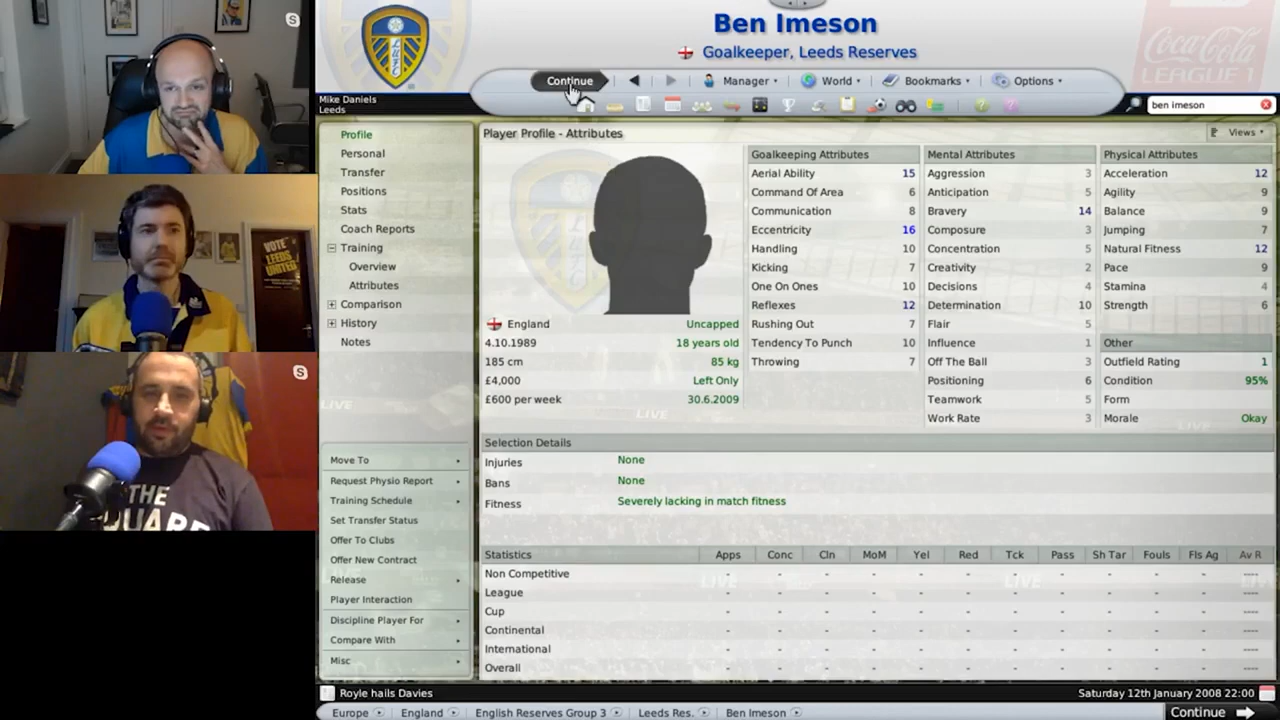 Ben Imeson
Goalkeeper, Leeds Reserves
Coca-Cola
LEAGUE 1
Continue
Manager
World
Bookmarks
Options
Mike Daniels
Leeds
ben imeson
Profile
Personal
Transfer
Positions
Stats
Coach Reports
Training
Overview
Attributes
Comparison
History
Notes
Move To
Request Physio Report
Training Schedule
Set Transfer Status
Offer To Clubs
Offer New Contract
Release
Player Interaction
Discipline Player For
Compare With
Misc
Player Profile - Attributes
Views
England Uncapped
4.10.1989 18 years old
185 cm 85 kg
£4,000 Left Only
£600 per week 30.6.2009
Goalkeeping Attributes
Aerial Ability 15
Command Of Area 6
Communication 8
Eccentricity 16
Handling 10
Kicking 7
One On Ones 10
Reflexes 12
Rushing Out 7
Tendency To Punch 10
Throwing 7
Mental Attributes
Aggression 3
Anticipation 5
Bravery 14
Composure 3
Concentration 5
Creativity 2
Decisions 4
Determination 10
Flair 5
Influence 1
Off The Ball 3
Positioning 6
Teamwork 5
Work Rate 3
Physical Attributes
Acceleration 12
Agility 9
Balance 9
Jumping 7
Natural Fitness 12
Pace 9
Stamina 4
Strength 6
Other
Outfield Rating 1
Condition 95%
Form
Morale Okay
Selection Details
Injuries None
Bans None
Fitness Severely lacking in match fitness
Statistics Apps Conc Cln MoM Yel Red Tck Pass Sh Tar Fouls Fls Ag Av R
Non Competitive - - - - - - - - - - - ----
League - - - - - - - - - - - ----
Cup - - - - - - - - - - - ----
Continental - - - - - - - - - - - ----
International - - - - - - - - - - - ----
Overall - - - - - - - - - - - ----
Royle hails Davies
Saturday 12th January 2008 22:00
Europe
England
English Reserves Group 3
Leeds Res.
Ben Imeson
Continue
VOTE
LEEDS
UNITED
THE
SQUARE